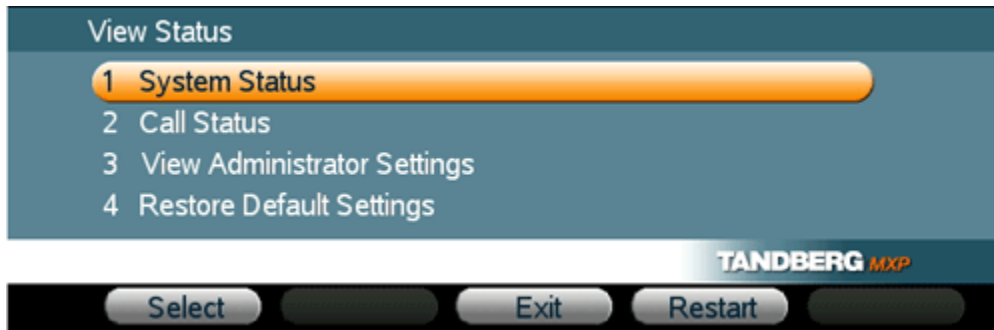 View Status
1 System Status
2 Call Status
3 View Administrator Settings
4 Restore Default Settings
TANDBERG MXP
Select Exit Restart